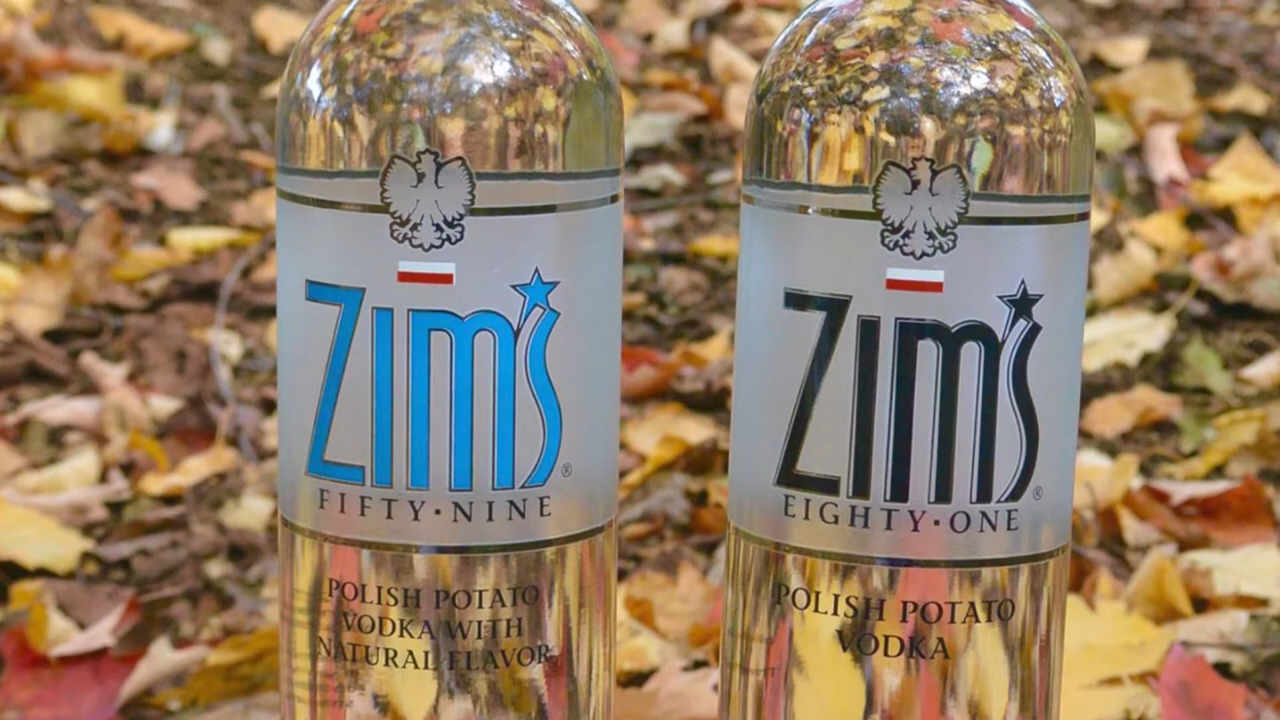 Zim's®
FIFTY·NINE
POLISH POTATO
VODKA WITH
NATURAL FLAVOR
Zim's®
EIGHTY·ONE
POLISH POTATO
VODKA